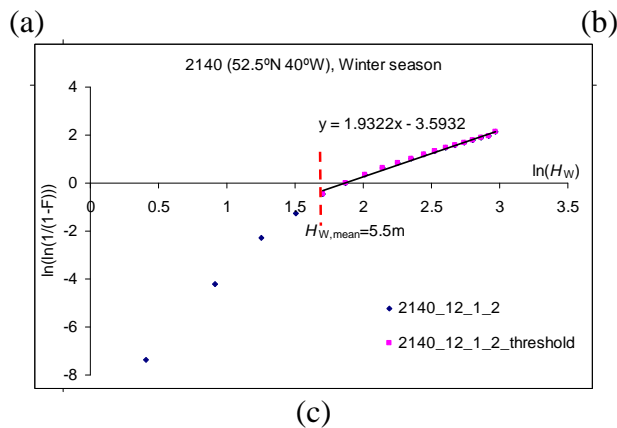 (a) (b)
2140 (52.5ºN 40ºW), Winter season
4
y = 1.9322x - 3.5932
2
ln(H_W)
0
0 0.5 1 1.5 2 2.5 3 3.5
ln(ln(1/(1-F)))
H_W,mean=5.5m
-2
-4
2140_12_1_2
-6
2140_12_1_2_threshold
-8
(c)